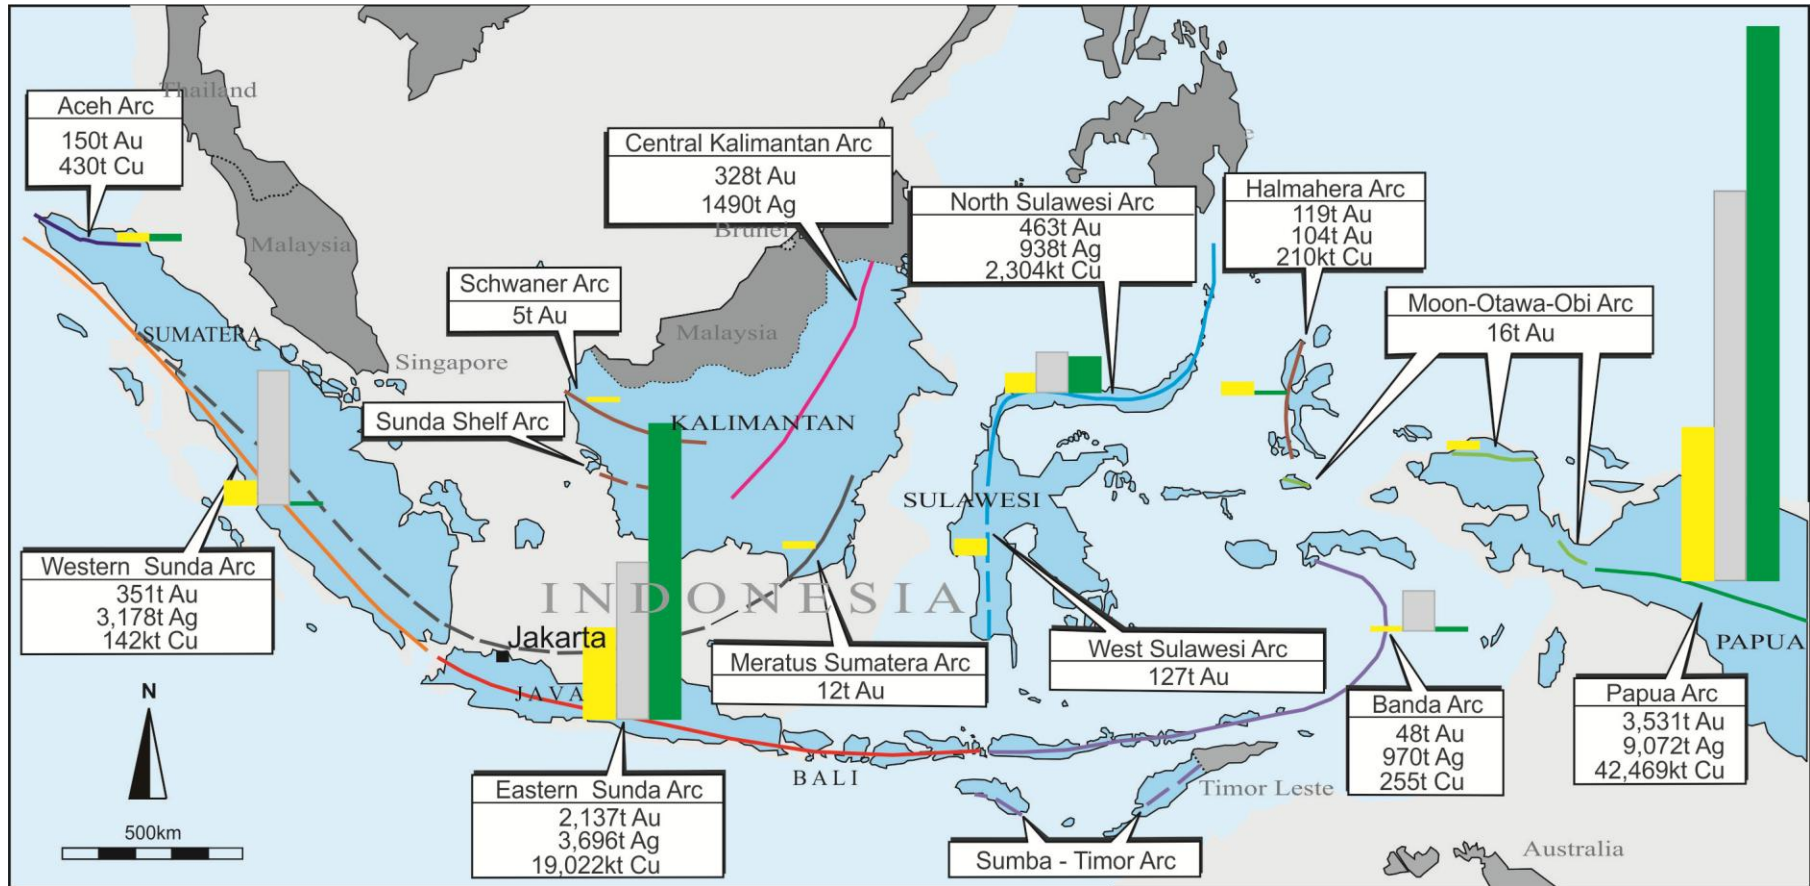 Thailand
Aceh Arc
150t Au
430t Cu
Malaysia
SUMATERA
Singapore
Schwaner Arc
5t Au
Sunda Shelf Arc
Central Kalimantan Arc
328t Au
1490t Ag
Brunei
Malaysia
KALIMANTAN
North Sulawesi Arc
463t Au
938t Ag
2,304kt Cu
Halmahera Arc
119t Au
104t Au
210kt Cu
Moon-Otawa-Obi Arc
16t Au
SULAWESI
Western Sunda Arc
351t Au
3,178t Ag
142kt Cu
INDONESIA
Jakarta
JAVA
Meratus Sumatera Arc
12t Au
West Sulawesi Arc
127t Au
Banda Arc
48t Au
970t Ag
255t Cu
PAPUA
Papua Arc
3,531t Au
9,072t Ag
42,469kt Cu
N
500km
Eastern Sunda Arc
2,137t Au
3,696t Ag
19,022kt Cu
BALI
Timor Leste
Sumba - Timor Arc
Australia